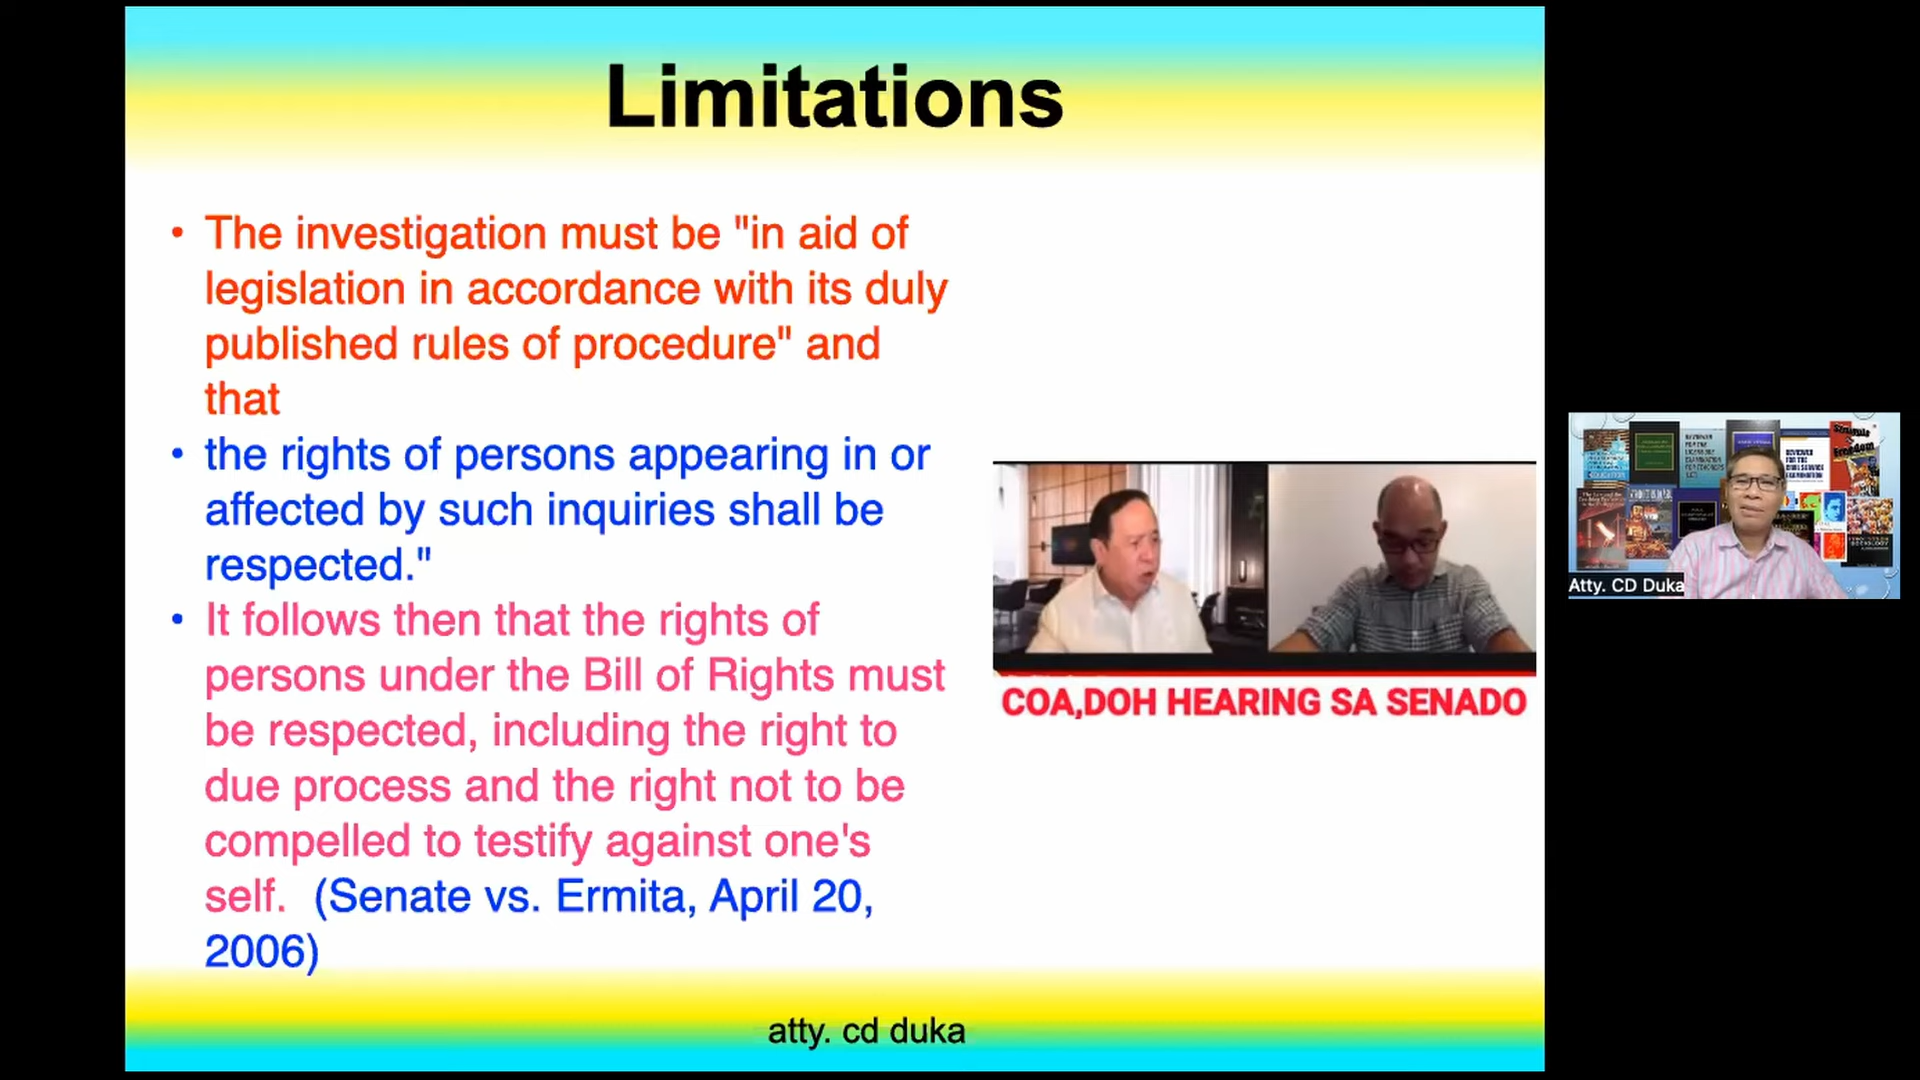 Limitations
• The investigation must be "in aid of
legislation in accordance with its duly
published rules of procedure" and
that
• the rights of persons appearing in or
affected by such inquiries shall be
respected."
• It follows then that the rights of
persons under the Bill of Rights must
be respected, including the right to
due process and the right not to be
compelled to testify against one's
self. (Senate vs. Ermita, April 20,
2006)
COA,DOH HEARING SA SENADO
atty. cd duka
REVIEWER
FOR THE
Freedom
Atty. CD Duka